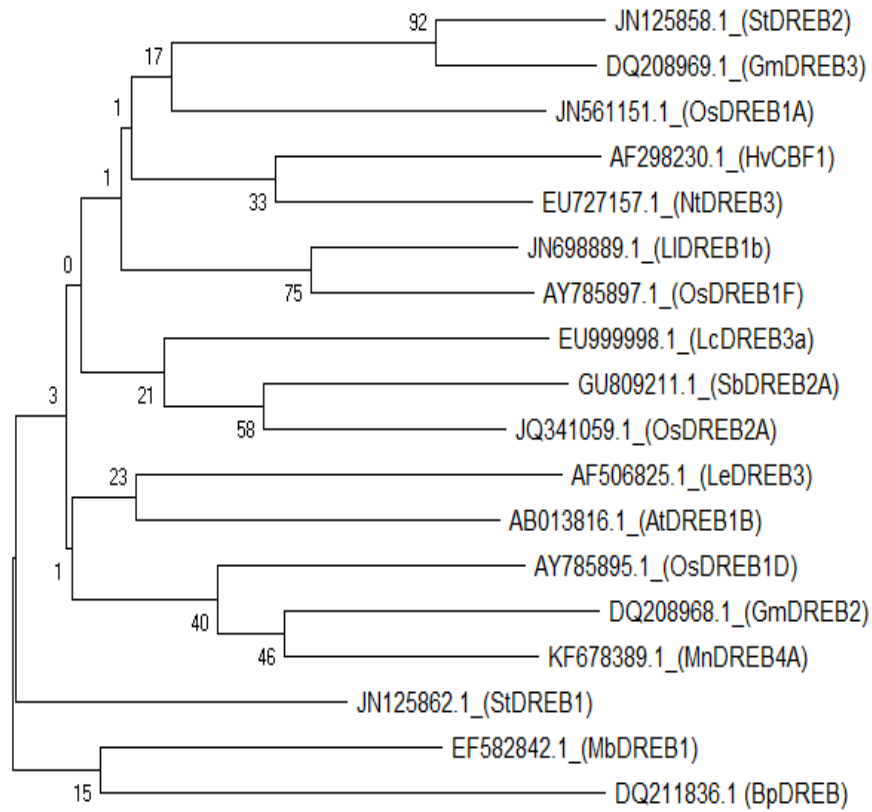 92
JN125858.1_(StDREB2)
DQ208969.1_(GmDREB3)
17
JN561151.1_(OsDREB1A)
1
AF298230.1_(HvCBF1)
33
EU727157.1_(NtDREB3)
1
JN698889.1_(LlDREB1b)
75
AY785897.1_(OsDREB1F)
0
EU999998.1_(LcDREB3a)
21
GU809211.1_(SbDREB2A)
58
JQ341059.1_(OsDREB2A)
3
23
AF506825.1_(LeDREB3)
AB013816.1_(AtDREB1B)
1
AY785895.1_(OsDREB1D)
40
DQ208968.1_(GmDREB2)
46
KF678389.1_(MnDREB4A)
JN125862.1_(StDREB1)
EF582842.1_(MbDREB1)
15
DQ211836.1 (BpDREB)